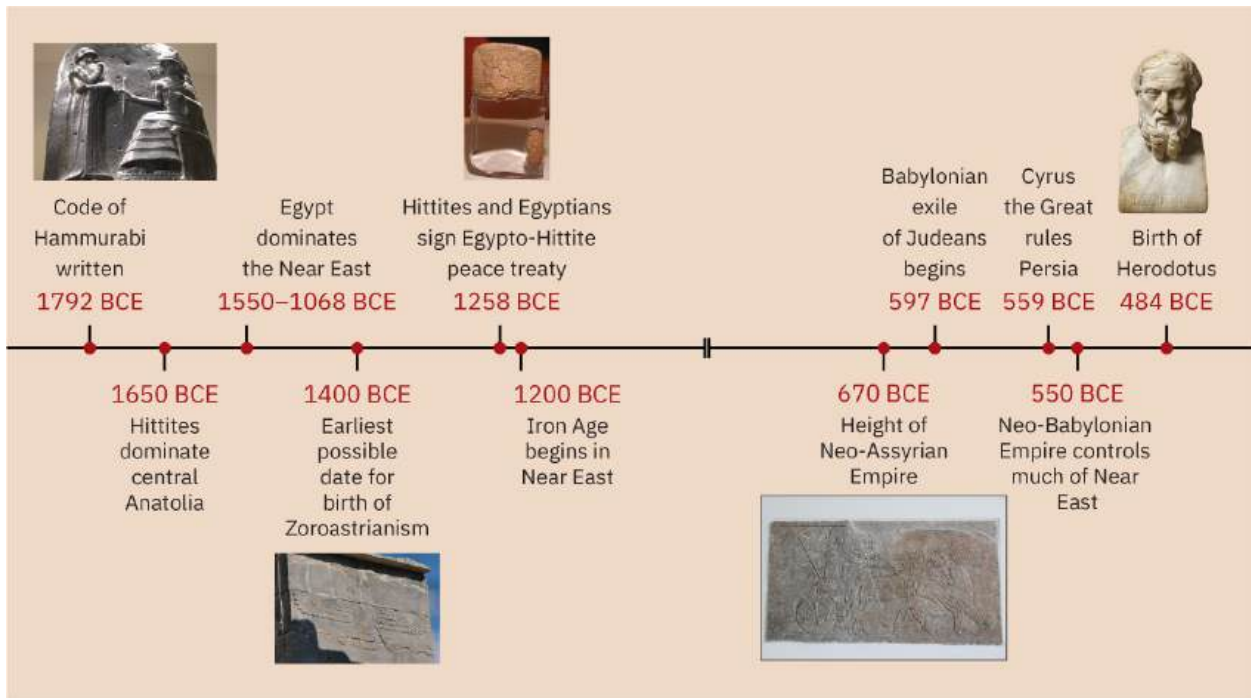 Code of
Hammurabi
written
1792 BCE
Egypt
dominates
the Near East
1550–1068 BCE
Hittites and Egyptians
sign Egypto-Hittite
peace treaty
1258 BCE
Babylonian
exile
of Judeans
begins
597 BCE
Cyrus
the Great
rules
Persia
559 BCE
Birth of
Herodotus
484 BCE
1650 BCE
Hittites
dominate
central
Anatolia
1400 BCE
Earliest
possible
date for
birth of
Zoroastrianism
1200 BCE
Iron Age
begins in
Near East
670 BCE
Height of
Neo-Assyrian
Empire
550 BCE
Neo-Babylonian
Empire controls
much of Near
East